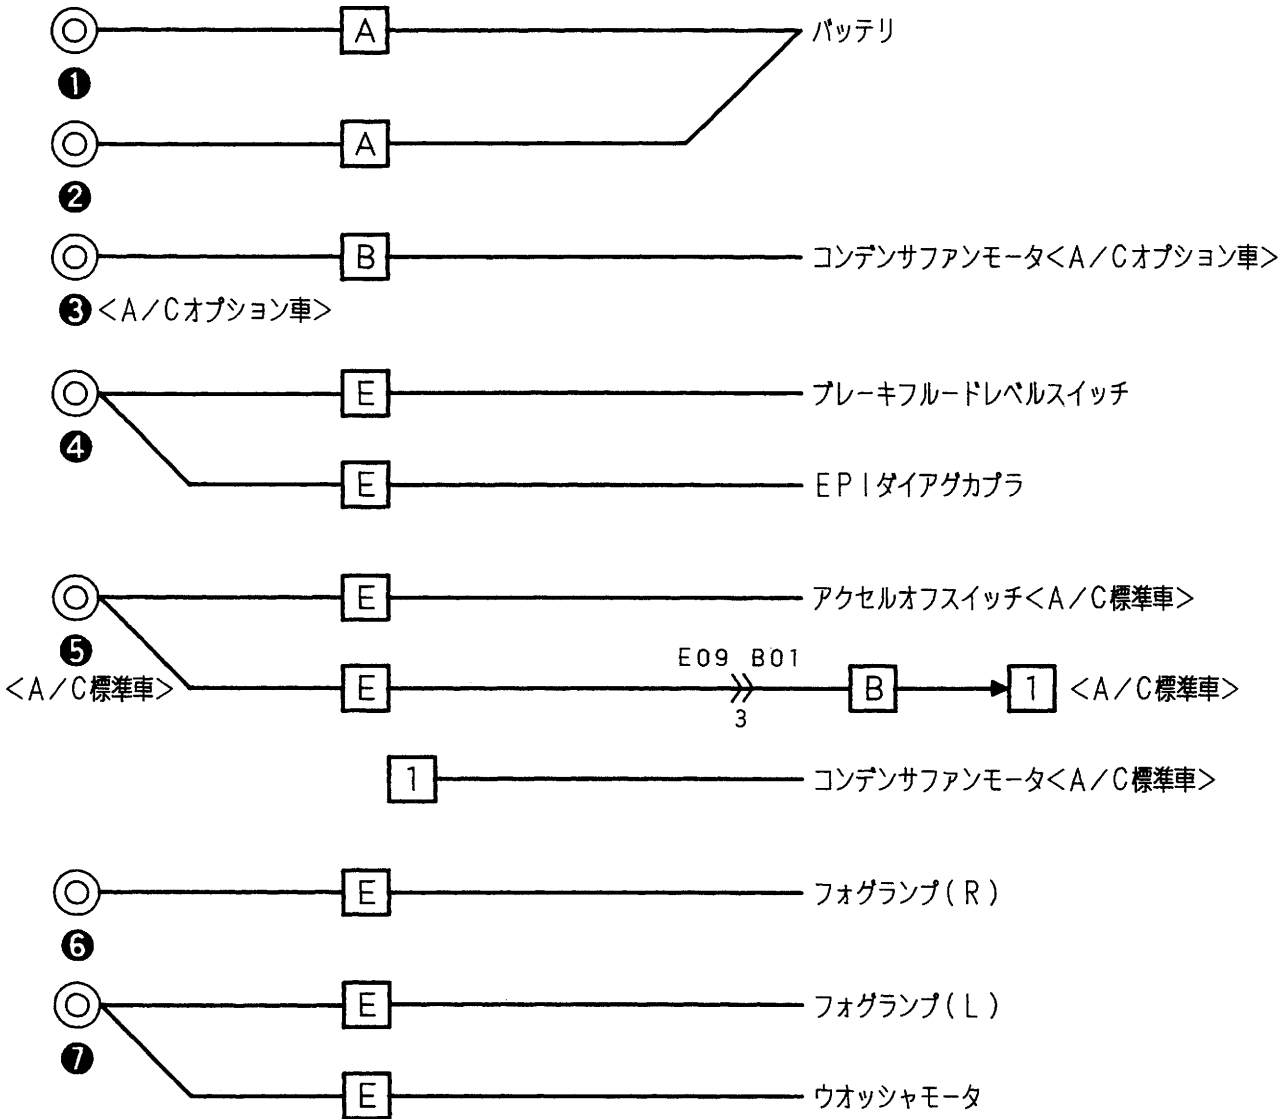 A バッテリ
❶
A
❷
B コンデンサファンモータ<A/Cオプション車>
❸<A/Cオプション車>
E ブレーキフルードレベルスイッチ
❹
E EPIダイアグカプラ
E アクセルオフスイッチ<A/C標準車>
❺
E09 B01
<A/C標準車> E B 1 <A/C標準車>
3
1 コンデンサファンモータ<A/C標準車>
E フォグランプ(R)
❻
E フォグランプ(L)
❼
E ウオッシャモータ